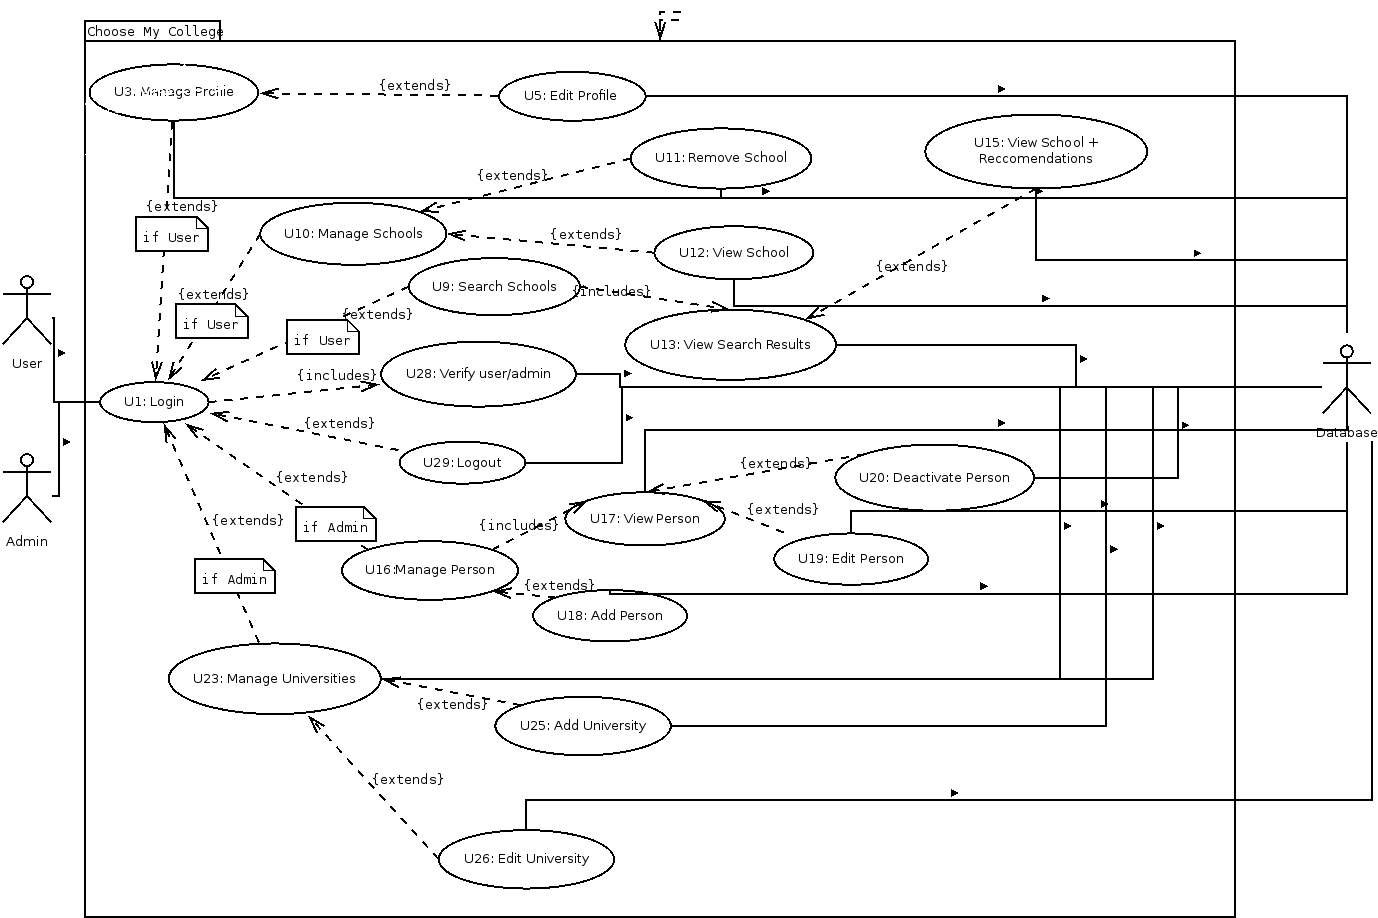 Choose My College
U3: Manage Profile
{extends}
U5: Edit Profile
U11: Remove School
U15: View School +
Reccomendations
{extends}
{extends}
if User
U10: Manage Schools
{extends}
U12: View School
{extends}
U9: Search Schools
{includes}
{extends}
if User
{extends}
if User
U13: View Search Results
User
{includes}
U28: Verify user/admin
U1: Login
{extends}
Database
U29: Logout
{extends}
{extends}
U20: Deactivate Person
{extends}
if Admin
{includes}
U17: View Person
{extends}
Admin
U19: Edit Person
U16:Manage Person
if Admin
{extends}
U18: Add Person
U23: Manage Universities
{extends}
U25: Add University
{extends}
U26: Edit University